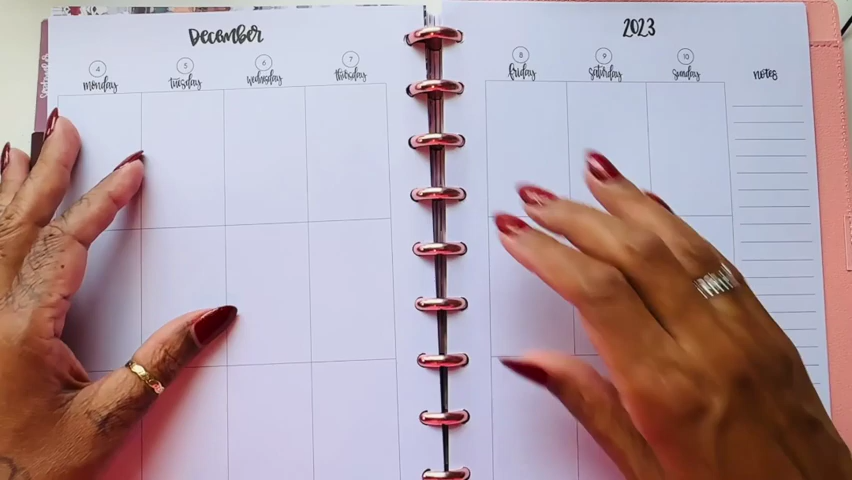 December
2023
4 5 6 7
monday tuesday wednesday thursday
8 9 10
friday saturday sunday notes